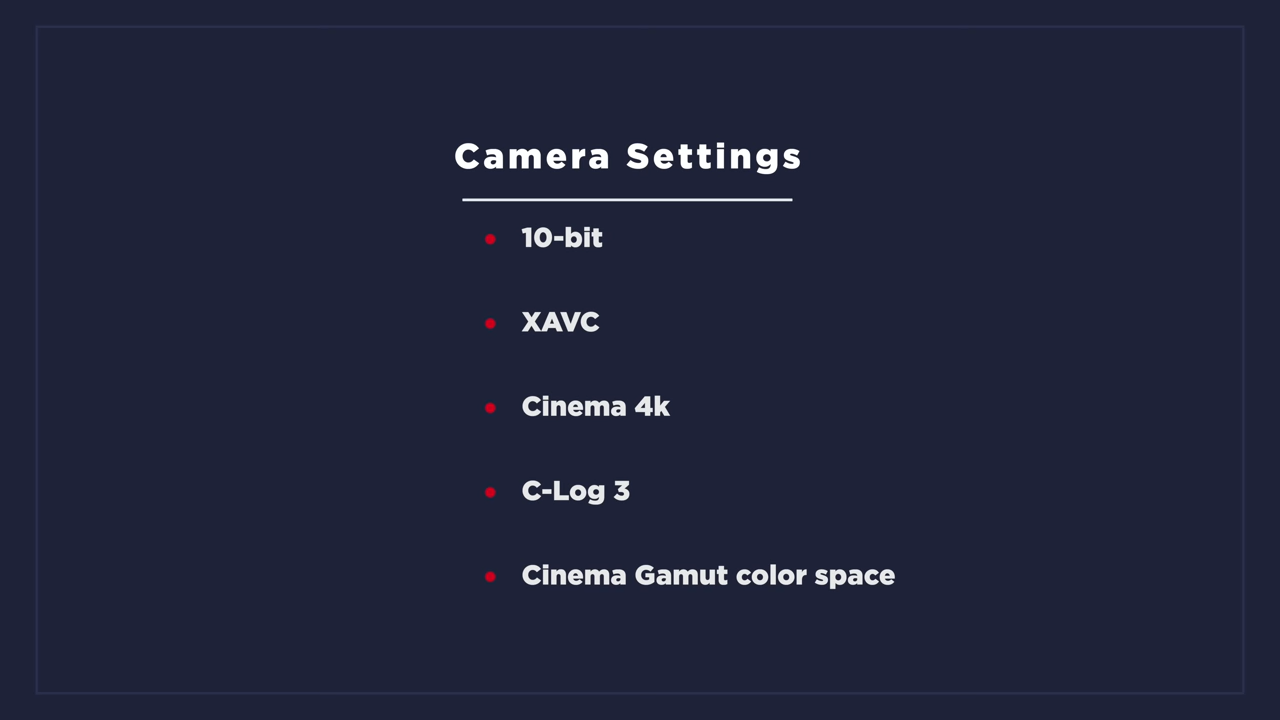 Camera Settings
10-bit
XAVC
Cinema 4k
C-Log 3
Cinema Gamut color space